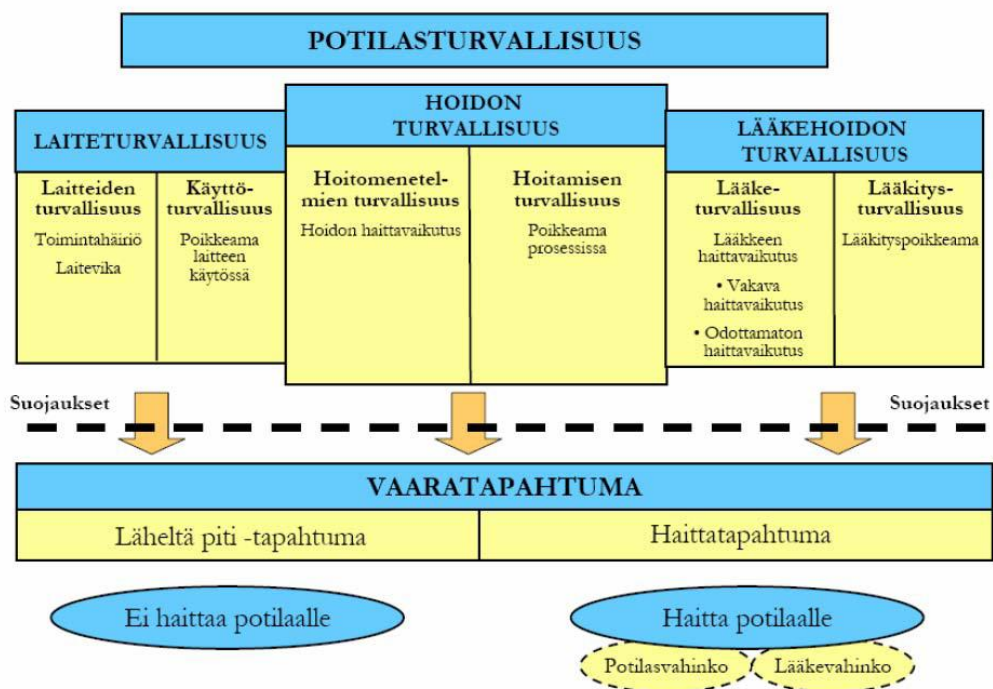 POTILASTURVALLISUUS
LAITETURVALLISUUS
Laitteiden
turvallisuus
Toimintahäiriö
Laitevika
Käyttö-
turvallisuus
Poikkeama
laitteen
käytössä
HOIDON
TURVALLISUUS
Hoitomenetel-
mien turvallisuus
Hoidon haittavaikutus
Hoitamisen
turvallisuus
Poikkeama
prosessissa
LÄÄKEHOIDON
TURVALLISUUS
Lääke-
turvallisuus
Lääkkeen
haittavaikutus
• Vakava
haittavaikutus
• Odottamaton
haittavaikutus
Lääkitys-
turvallisuus
Lääkityspoikkeama
Suojaukset
Suojaukset
VAARATAPAHTUMA
Läheltä piti -tapahtuma
Haittatapahtuma
Ei haittaa potilaalle
Haitta potilaalle
Potilasvahinko
Lääkevahinko